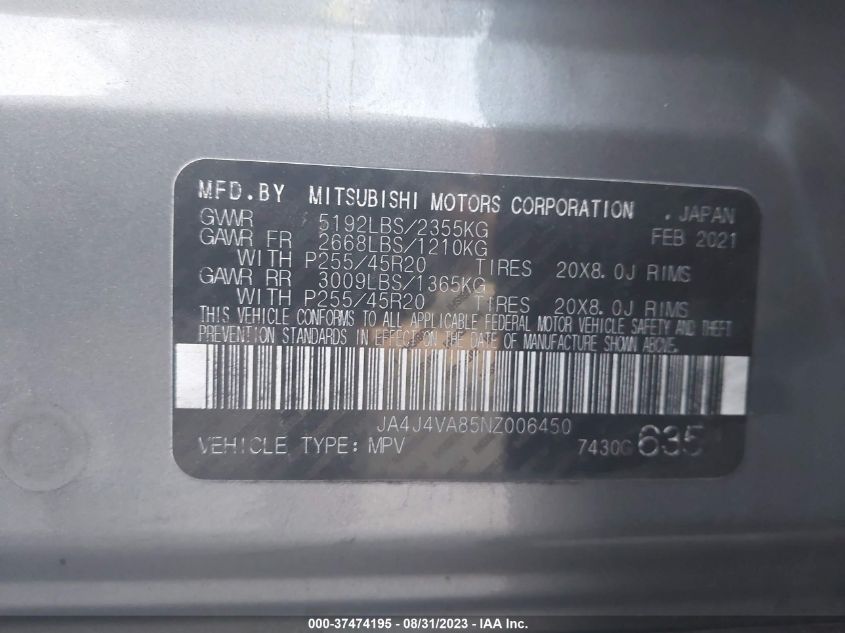 MFD.BY MITSUBISHI MOTORS CORPORATION . JAPAN
GVWR 5192LBS/2355KG FEB 2021
GAWR FR 2668LBS/1210KG
WITH P255/45R20 TIRES 20X8.0J RIMS
GAWR RR 3009LBS/1365KG
WITH P255/45R20 TIRES 20X8.0J RIMS
THIS VEHICLE CONFORMS TO ALL APPLICABLE FEDERAL MOTOR VEHICLE SAFETY AND THEFT
PREVENTION STANDARDS IN EFFECT ON THE DATE OF MANUFACTURE SHOWN ABOVE.
JA4J4VA85NZ006450
VEHICLE TYPE: MPV 7430G 635
000-37474195 - 08/31/2023 - IAA Inc.